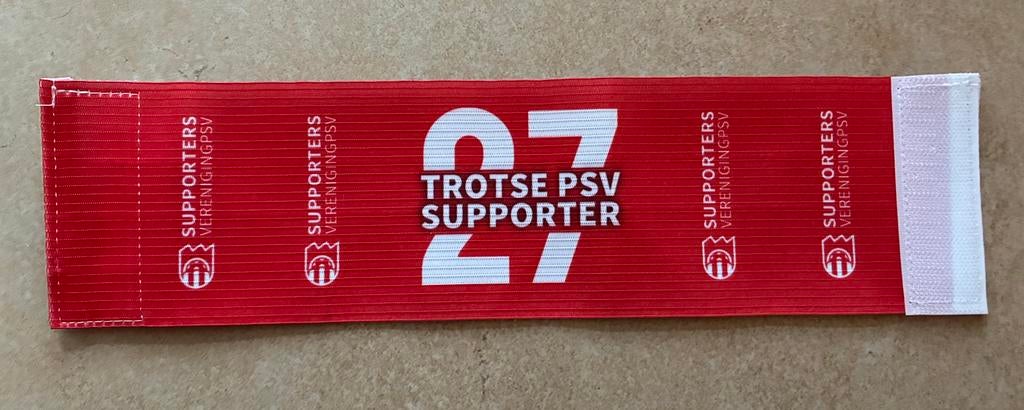 SUPPORTERS
VERENIGINGPSV
SUPPORTERS
VERENIGINGPSV
27
TROTSE PSV
SUPPORTER
SUPPORTERS
VERENIGINGPSV
SUPPORTERS
VERENIGINGPSV